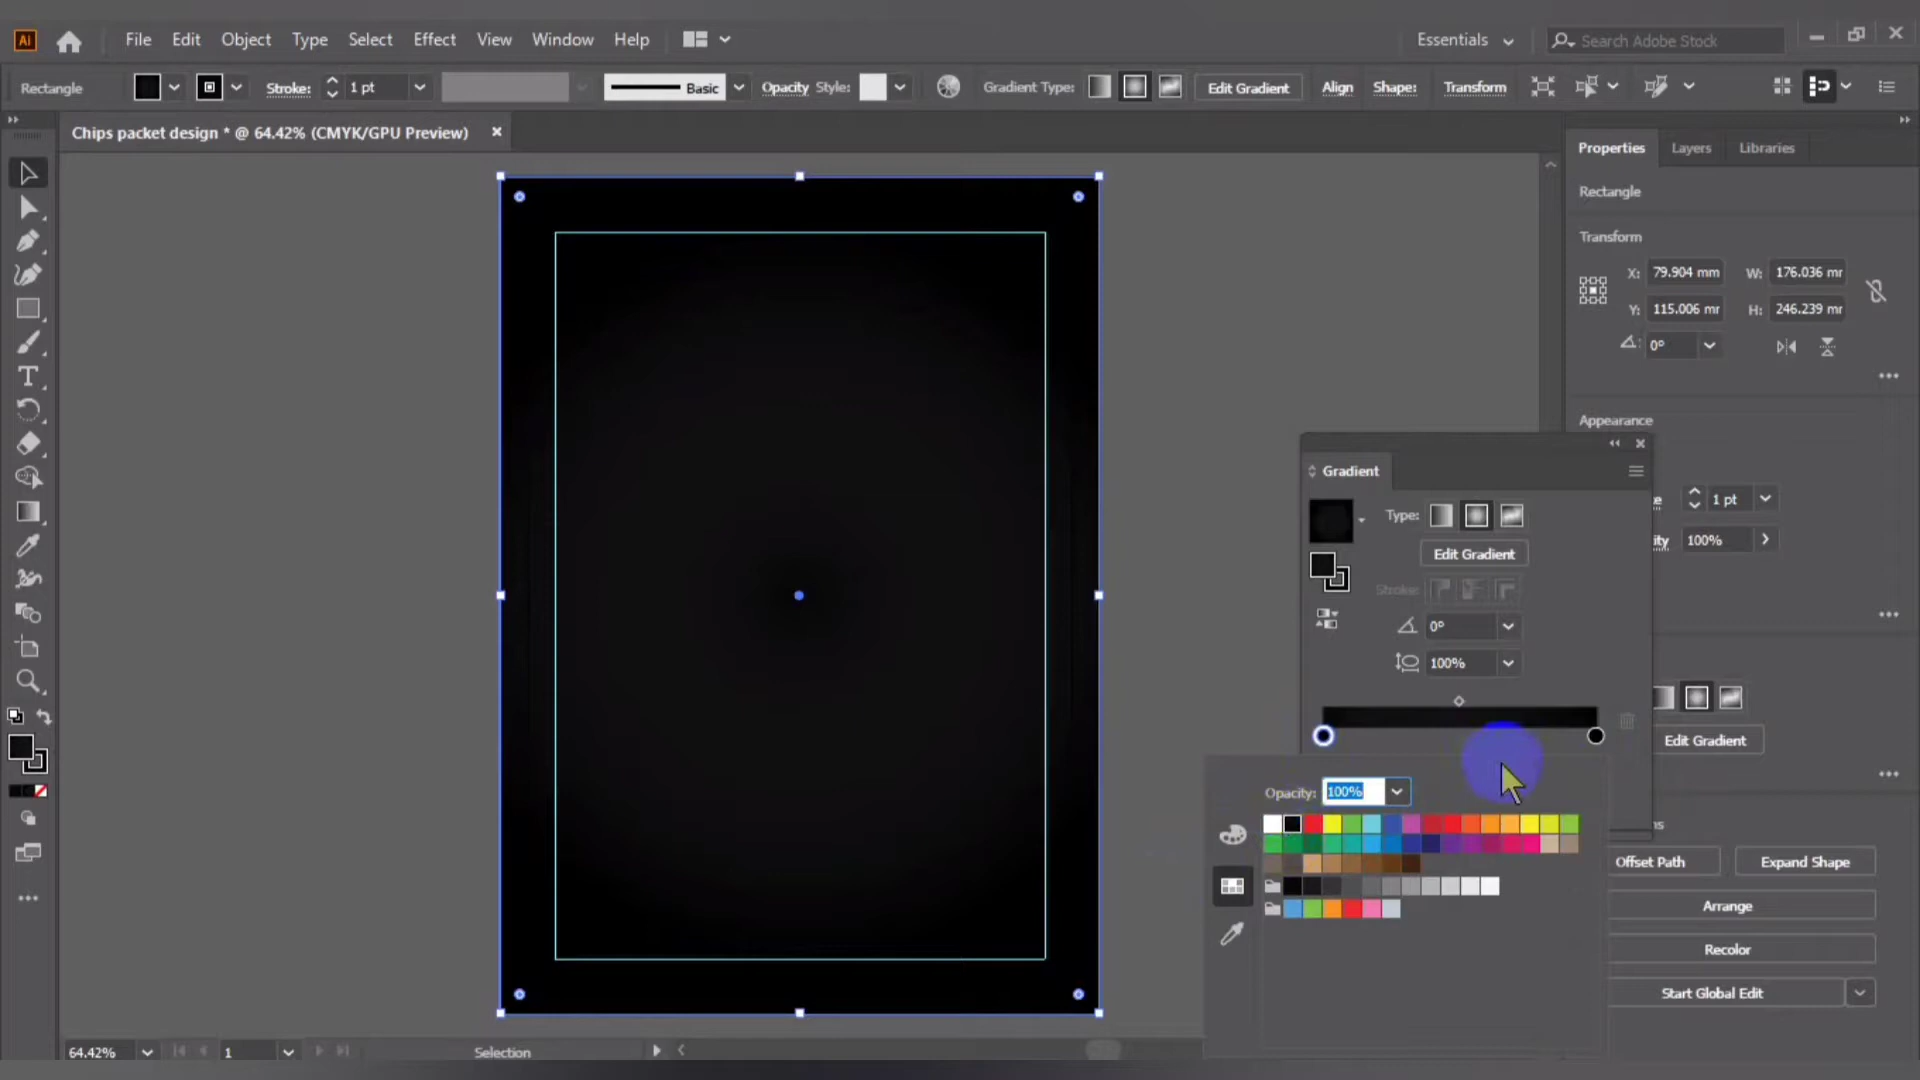 Ai File Edit Object Type Select Effect View Window Help Essentials Search Adobe Stock
Rectangle Stroke: 1 pt Basic Opacity Style: Gradient Type: Edit Gradient Align Shape: Transform
Chips packet design * @ 64.42% (CMYK/GPU Preview)
Properties Layers Libraries
Rectangle
Transform
X: 79.904 mm W: 176.036 mr
Y: 115.006 mr H: 246.239 mr
0°
Appearance
Gradient
1 pt
Type:
100%
Edit Gradient
Stroke:
0°
100%
Edit Gradient
Opacity: 100%
Offset Path Expand Shape
Arrange
Recolor
Start Global Edit
64.42% 1 Selection